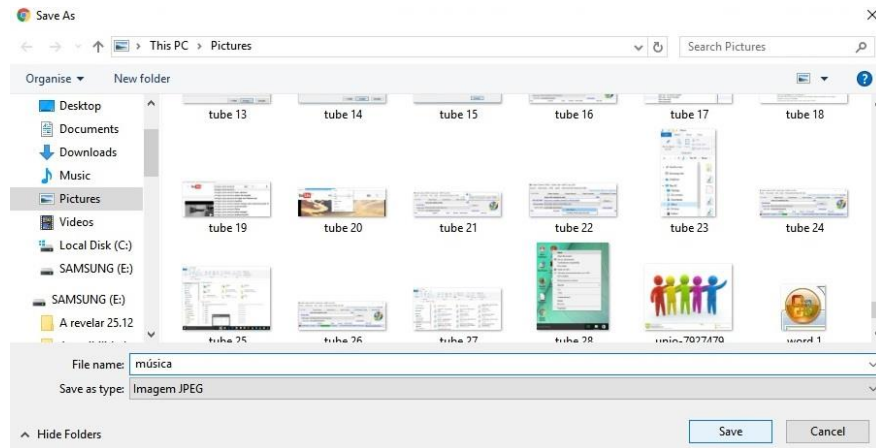 Save As
This PC > Pictures
Search Pictures
Organise
New folder
Desktop
Documents
Downloads
Music
Pictures
Videos
Local Disk (C:)
SAMSUNG (E:)
SAMSUNG (E:)
A revelar 25.12
tube 13
tube 14
tube 15
tube 16
tube 17
tube 18
tube 19
tube 20
tube 21
tube 22
tube 23
tube 24
tube 25
tube 26
tube 27
tube 28
unio-7927479
word 1
File name: música
Save as type: Imagem JPEG
Hide Folders
Save
Cancel